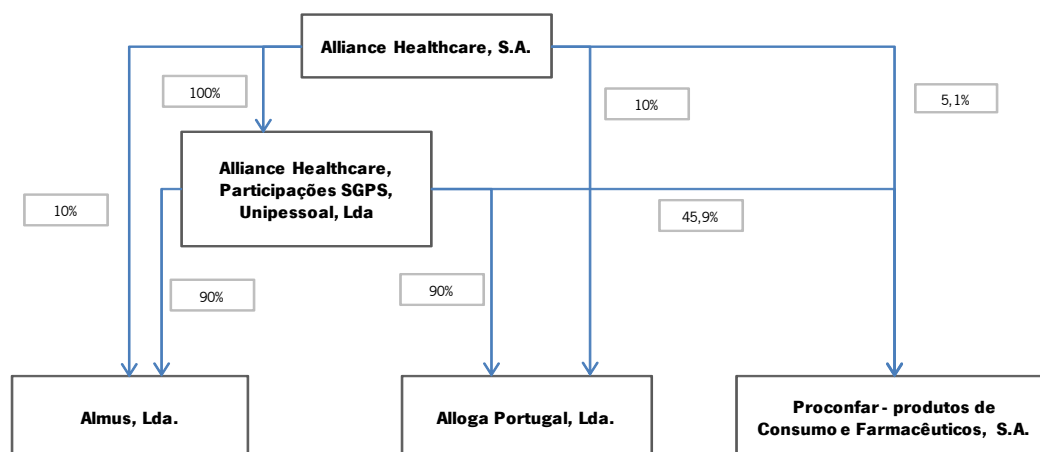 Alliance Healthcare, S.A.
100%
10%
5,1%
Alliance Healthcare,
Participações SGPS,
Unipessoal, Lda
10%
45,9%
90%
90%
Almus, Lda.
Alloga Portugal, Lda.
Proconfar - produtos de
Consumo e Farmacêuticos, S.A.